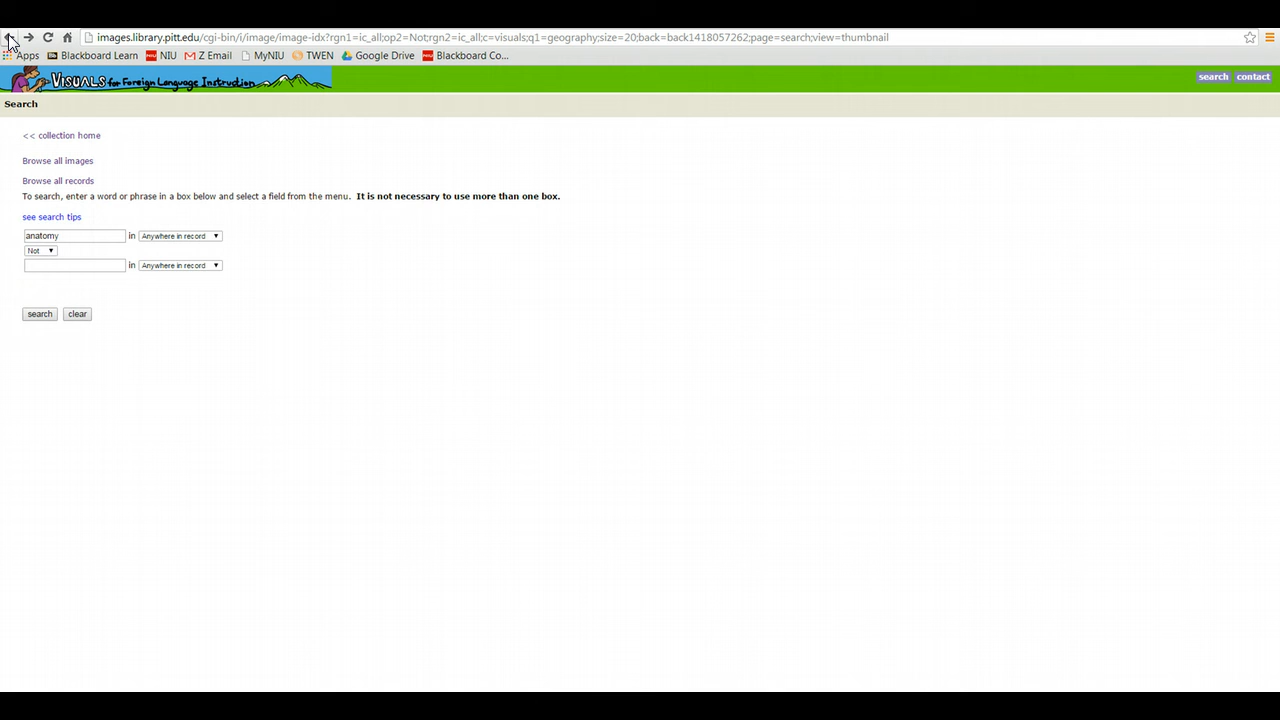 images.library.pitt.edu/cgi-bin/i/image/image-idx?rgn1=ic_all;op2=Not;rgn2=ic_all;c=visuals;q1=geography;size=20;back=back1418057262;page=search;view=thumbnail
Apps Blackboard Learn NIU Z Email MyNIU TWEN Google Drive Blackboard Co...
VISUALS for Foreign Language Instruction search contact
Search
<< collection home
Browse all images
Browse all records
To search, enter a word or phrase in a box below and select a field from the menu. It is not necessary to use more than one box.
see search tips
anatomy in Anywhere in record
Not
in Anywhere in record
search clear